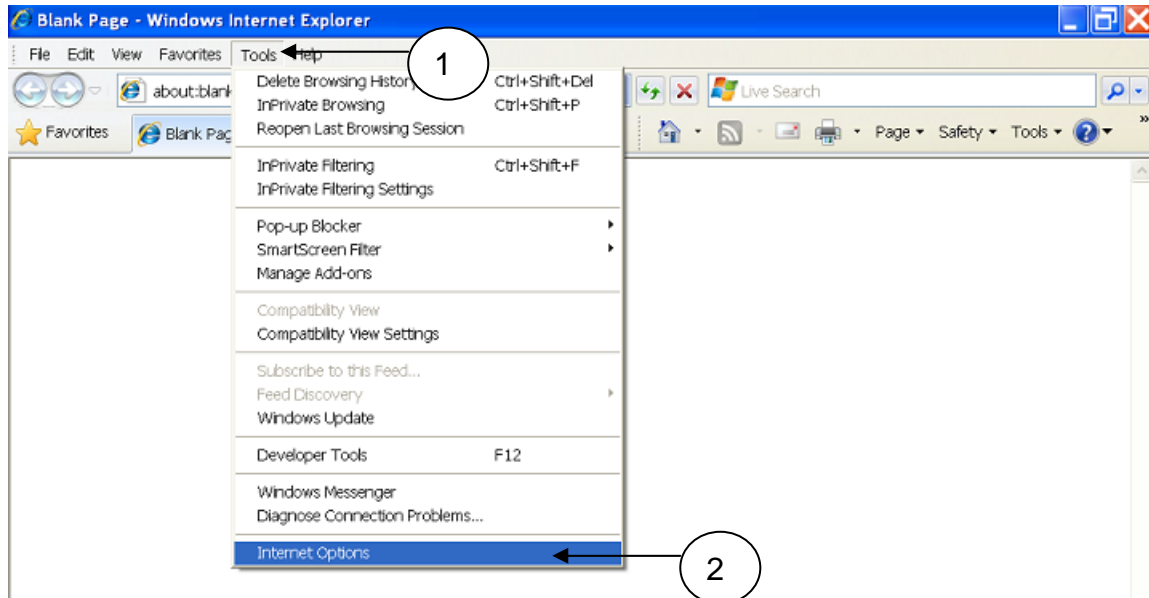 Blank Page - Windows Internet Explorer
File Edit View Favorites Tools Help
1
about:blank
Live Search
Favorites Blank Pag
Page Safety Tools
Delete Browsing History Ctrl+Shift+Del
InPrivate Browsing Ctrl+Shift+P
Reopen Last Browsing Session
InPrivate Filtering Ctrl+Shift+F
InPrivate Filtering Settings
Pop-up Blocker
SmartScreen Filter
Manage Add-ons
Compatibility View
Compatibility View Settings
Subscribe to this Feed...
Feed Discovery
Windows Update
Developer Tools F12
Windows Messenger
Diagnose Connection Problems...
Internet Options
2